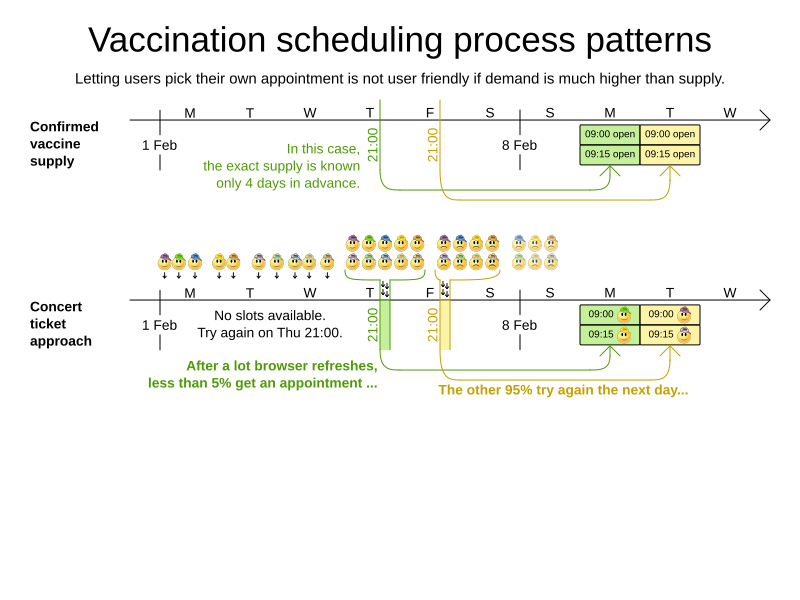 Vaccination scheduling process patterns
Letting users pick their own appointment is not user friendly if demand is much higher than supply.
Confirmed
vaccine
supply
M T W T F S S M T W
1 Feb
8 Feb
21:00
21:00
In this case,
the exact supply is known
only 4 days in advance.
09:00 open 09:00 open
09:15 open 09:15 open
Concert
ticket
approach
M T W T F S S M T W
1 Feb
8 Feb
No slots available.
Try again on Thu 21:00.
21:00
21:00
09:00 09:00
09:15 09:15
After a lot browser refreshes,
less than 5% get an appointment ...
The other 95% try again the next day...